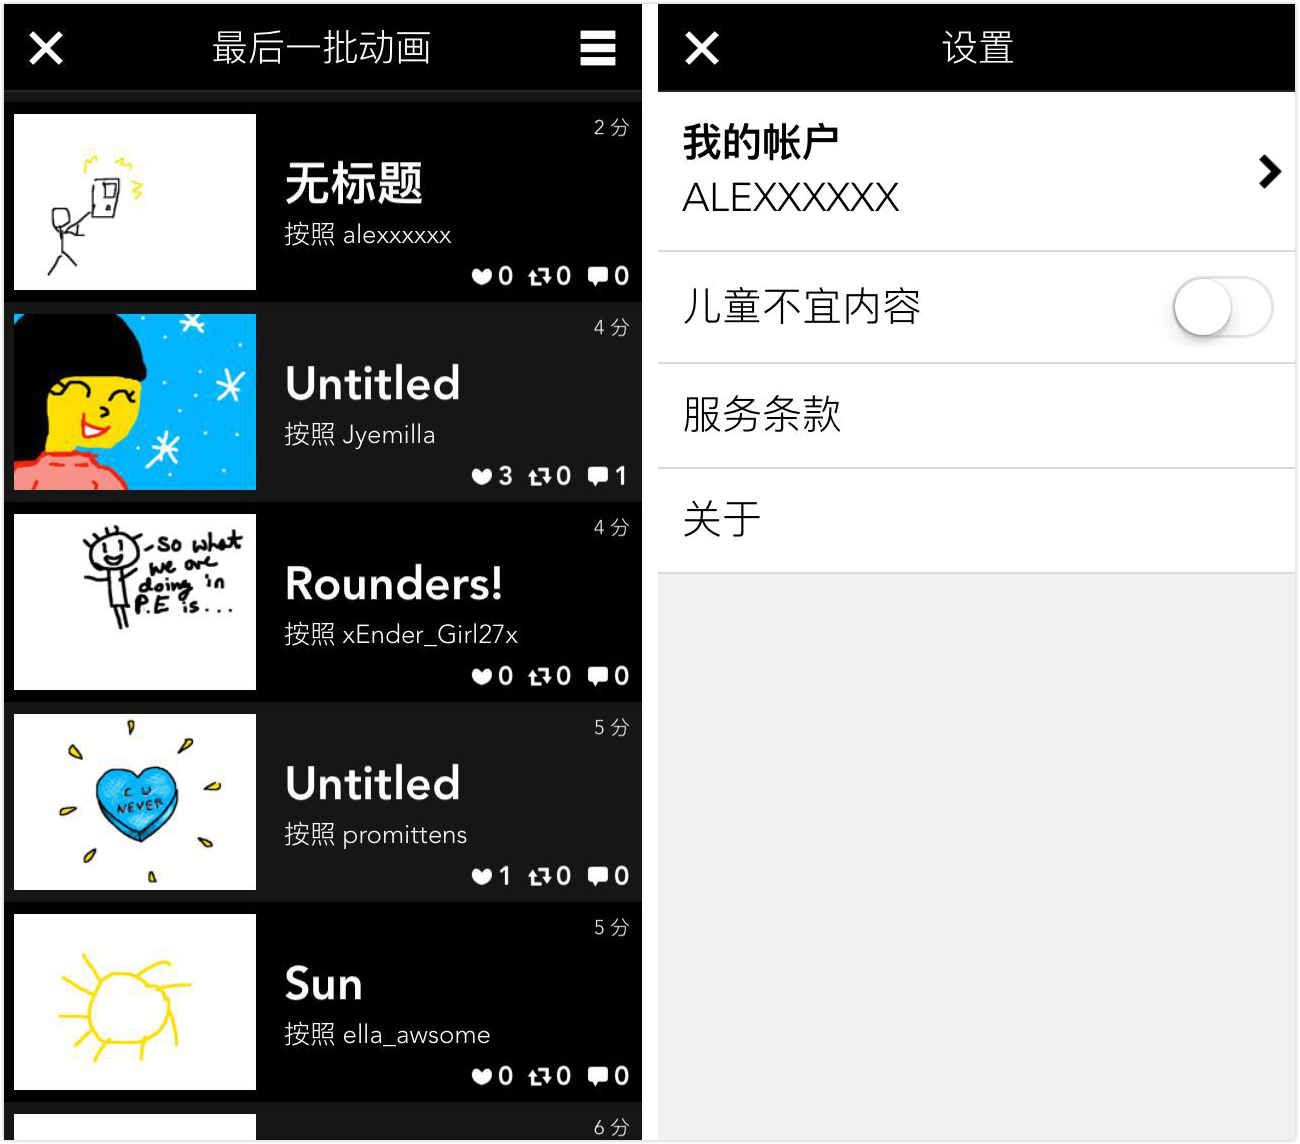 最后一批动画
2 分
无标题
按照 alexxxxxx
0 0 0
4 分
Untitled
按照 Jyemilla
3 0 1
-So what
we are
doing in
P.E is...
4 分
Rounders!
按照 xEnder_Girl27x
0 0 0
C U
NEVER
5 分
Untitled
按照 promittens
1 0 0
5 分
Sun
按照 ella_awsome
0 0 0
6 分
设置
我的帐户
ALEXXXXXX
儿童不宜内容
服务条款
关于